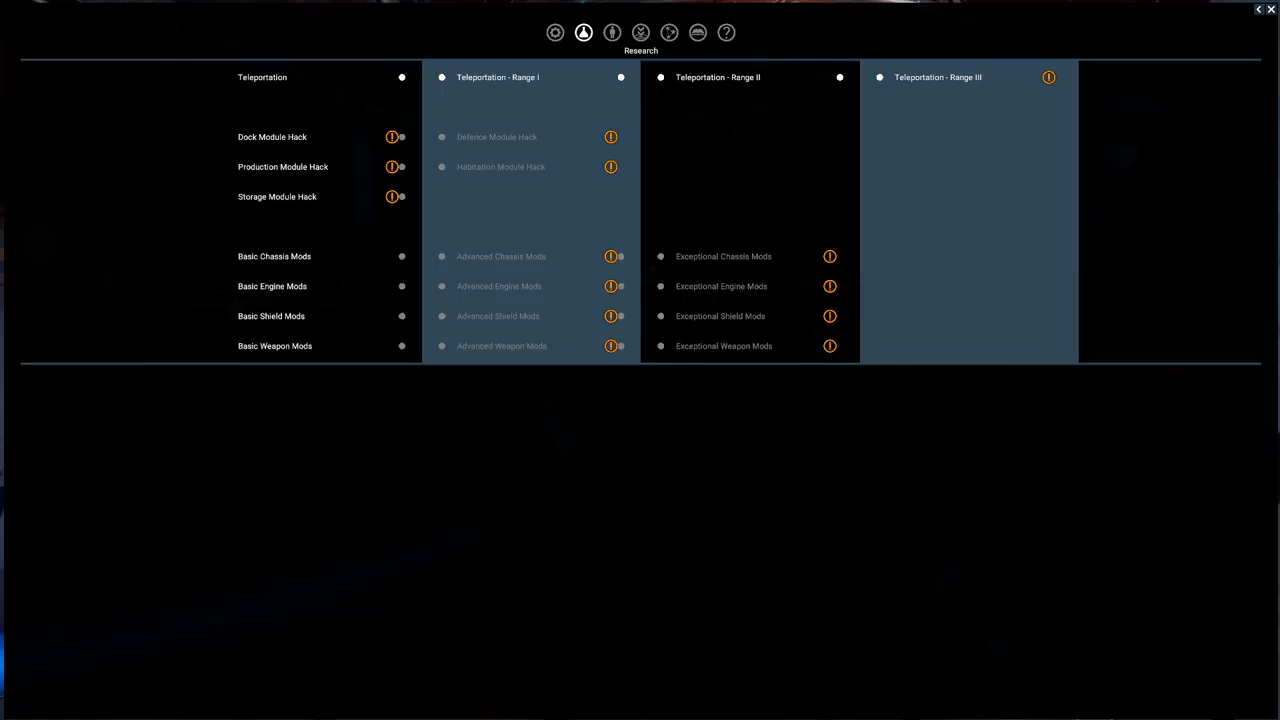 Research
Teleportation
Teleportation - Range I
Teleportation - Range II
Teleportation - Range III
Dock Module Hack
Defence Module Hack
Production Module Hack
Habitation Module Hack
Storage Module Hack
Basic Chassis Mods
Advanced Chassis Mods
Exceptional Chassis Mods
Basic Engine Mods
Advanced Engine Mods
Exceptional Engine Mods
Basic Shield Mods
Advanced Shield Mods
Exceptional Shield Mods
Basic Weapon Mods
Advanced Weapon Mods
Exceptional Weapon Mods